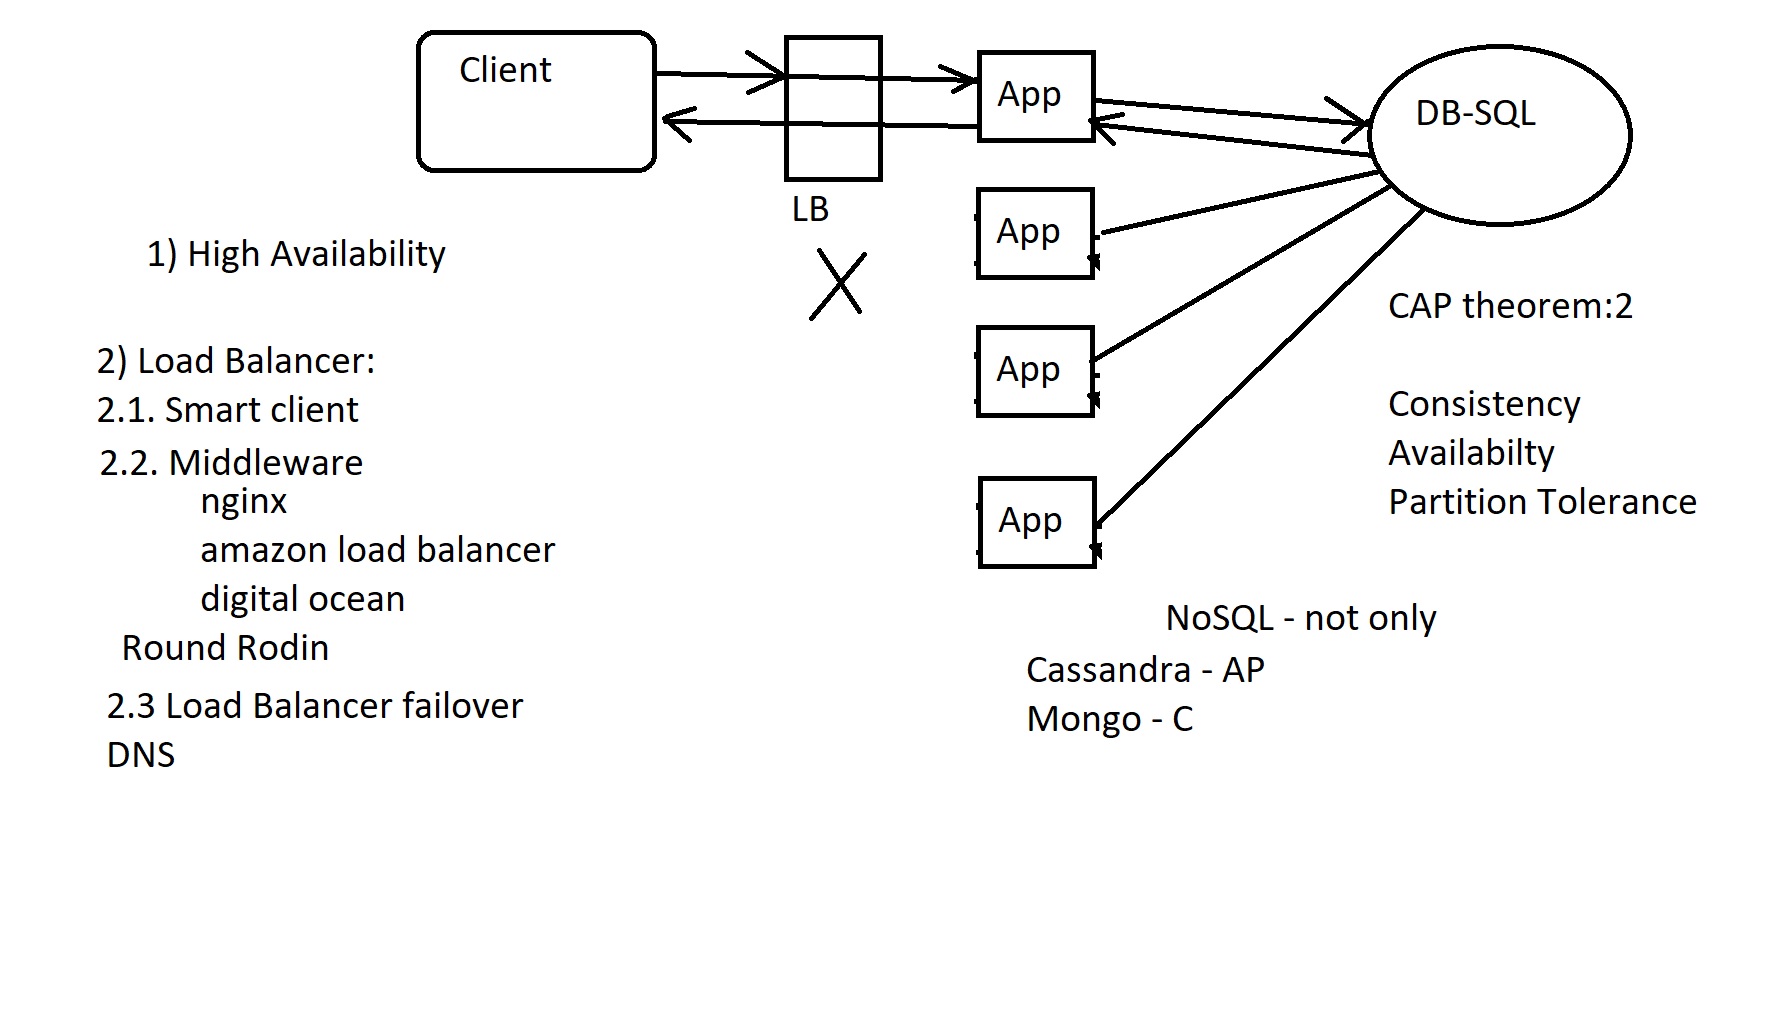 Client
LB
App
App
App
App
DB-SQL
1) High Availability
2) Load Balancer:
2.1. Smart client
2.2. Middleware
nginx
amazon load balancer
digital ocean
Round Rodin
2.3 Load Balancer failover
DNS
CAP theorem:2
Consistency
Availabilty
Partition Tolerance
NoSQL - not only
Cassandra - AP
Mongo - C